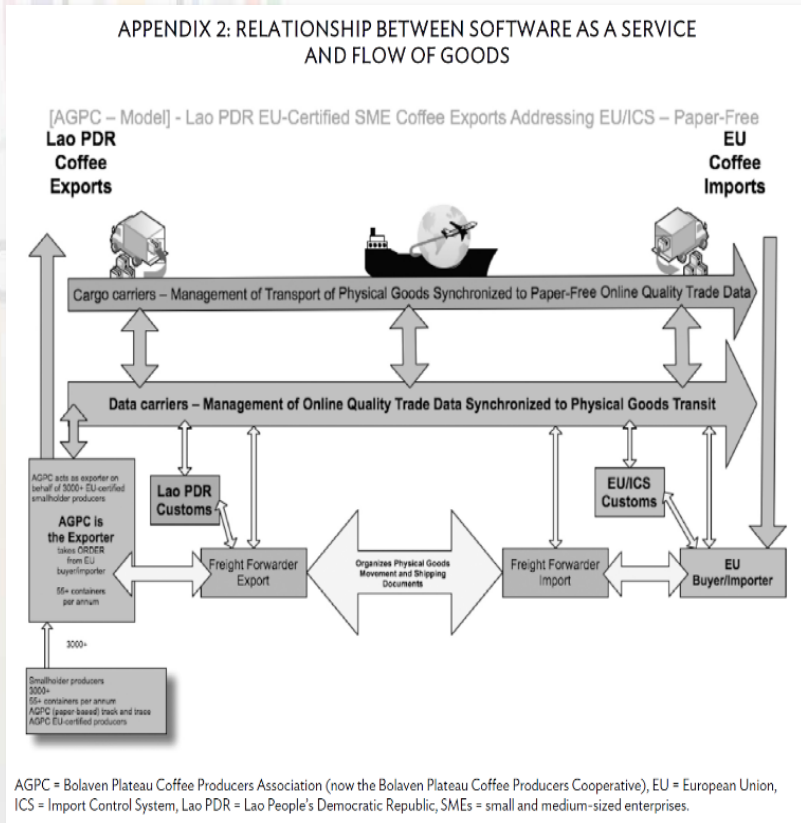 APPENDIX 2: RELATIONSHIP BETWEEN SOFTWARE AS A SERVICE
AND FLOW OF GOODS
[AGPC – Model] - Lao PDR EU-Certified SME Coffee Exports Addressing EU/ICS – Paper-Free
Lao PDR
Coffee
Exports
EU
Coffee
Imports
Cargo carriers – Management of Transport of Physical Goods Synchronized to Paper-Free Online Quality Trade Data
Data carriers – Management of Online Quality Trade Data Synchronized to Physical Goods Transit
AGPC acts as exporter on
behalf of 3000+ EU-certified
smallholder producers
AGPC is
the Exporter
takes ORDER
from EU
buyer/importer
55+ containers
per annum
Lao PDR
Customs
Freight Forwarder
Export
Organizes Physical Goods
Movement and Shipping
Documents
Freight Forwarder
Import
EU/ICS
Customs
EU
Buyer/Importer
3000+
Smallholder producers
3000+
55+ containers per annum
AGPC (paper-based) track and trace
AGPC EU-certified producers
AGPC = Bolaven Plateau Coffee Producers Association (now the Bolaven Plateau Coffee Producers Cooperative), EU = European Union,
ICS = Import Control System, Lao PDR = Lao People's Democratic Republic, SMEs = small and medium-sized enterprises.